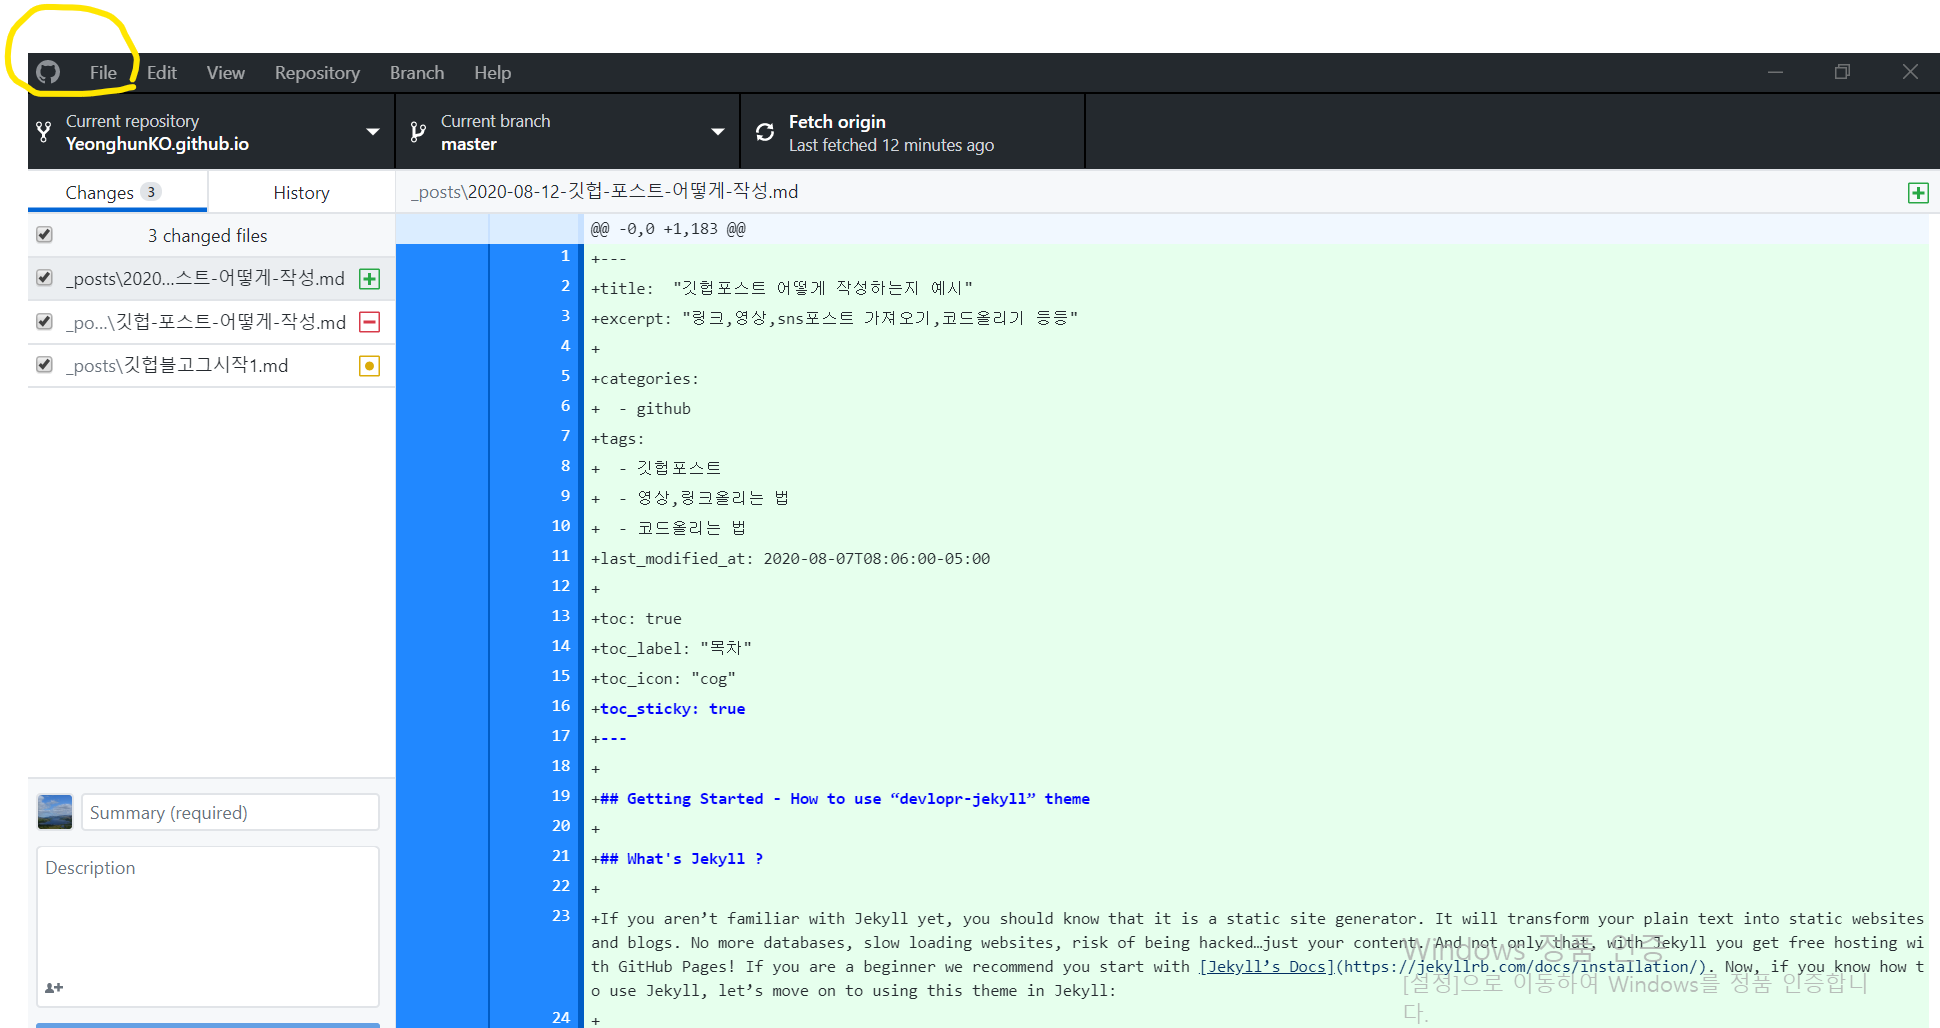 File Edit View Repository Branch Help
Current repository
YeonghunKO.github.io
Current branch
master
Fetch origin
Last fetched 12 minutes ago
Changes 3 History
_posts\2020-08-12-깃헙-포스트-어떻게-작성.md
3 changed files
_posts\2020...스트-어떻게-작성.md
_po...\깃헙-포스트-어떻게-작성.md
_posts\깃헙블고그시작1.md
Summary (required)
Description
@@ -0,0 +1,183 @@
1 +---
2 +title:  "깃헙포스트 어떻게 작성하는지 예시"
3 +excerpt: "링크,영상,sns포스트 가져오기,코드올리기 등등"
4 +
5 +categories:
6 +  - github
7 +tags:
8 +  - 깃헙포스트
9 +  - 영상,링크올리는 법
10 +  - 코드올리는 법
11 +last_modified_at: 2020-08-07T08:06:00-05:00
12 +
13 +toc: true
14 +toc_label: "목차"
15 +toc_icon: "cog"
16 +toc_sticky: true
17 +---
18 +
19 +## Getting Started - How to use “devlopr-jekyll” theme
20 +
21 +## What's Jekyll ?
22 +
23 +If you aren’t familiar with Jekyll yet, you should know that it is a static site generator. It will transform your plain text into static websites
and blogs. No more databases, slow loading websites, risk of being hacked…just your content. And not only that, with Jekyll you get free hosting wi
th GitHub Pages! If you are a beginner we recommend you start with [Jekyll’s Docs](https://jekyllrb.com/docs/installation/). Now, if you know how t
o use Jekyll, let’s move on to using this theme in Jekyll:
24 +
Windows 정품 인증
[설정]으로 이동하여 Windows를 정품 인증합니
다.